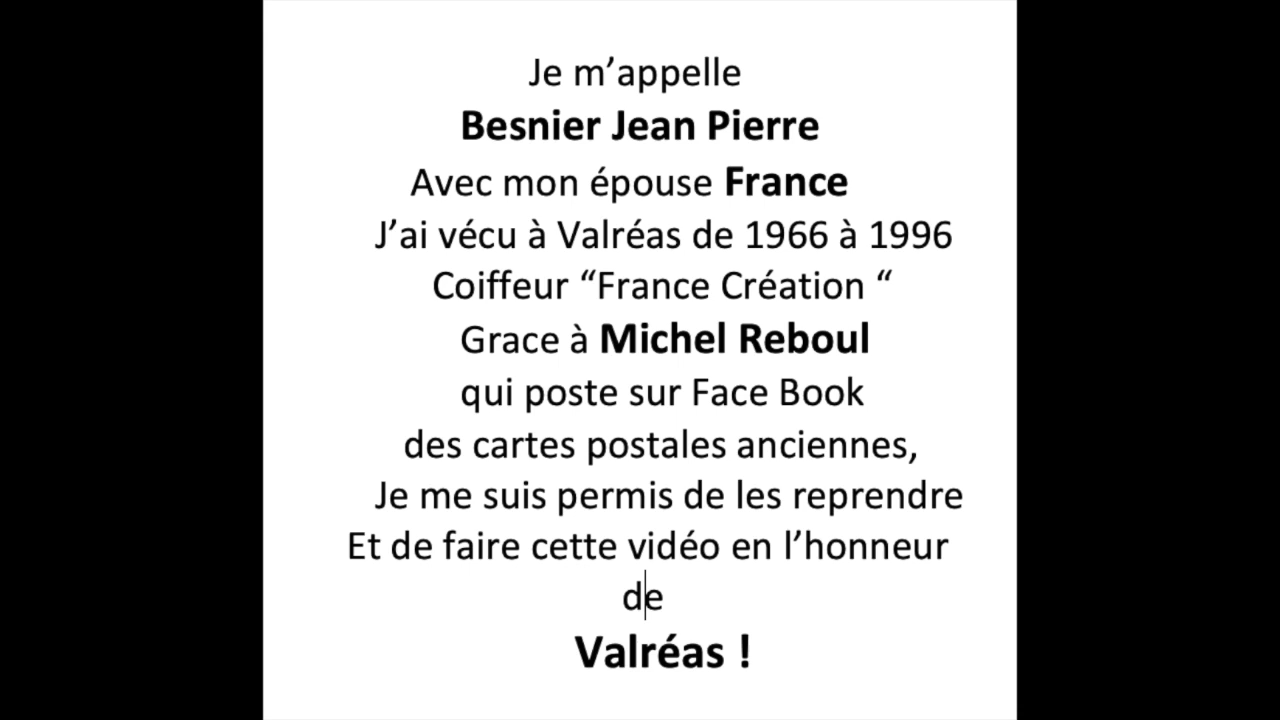 Je m’appelle
Besnier Jean Pierre
Avec mon épouse France
J’ai vécu à Valréas de 1966 à 1996
Coiffeur “France Création “
Grace à Michel Reboul
qui poste sur Face Book
des cartes postales anciennes,
Je me suis permis de les reprendre
Et de faire cette vidéo en l’honneur
de
Valréas !